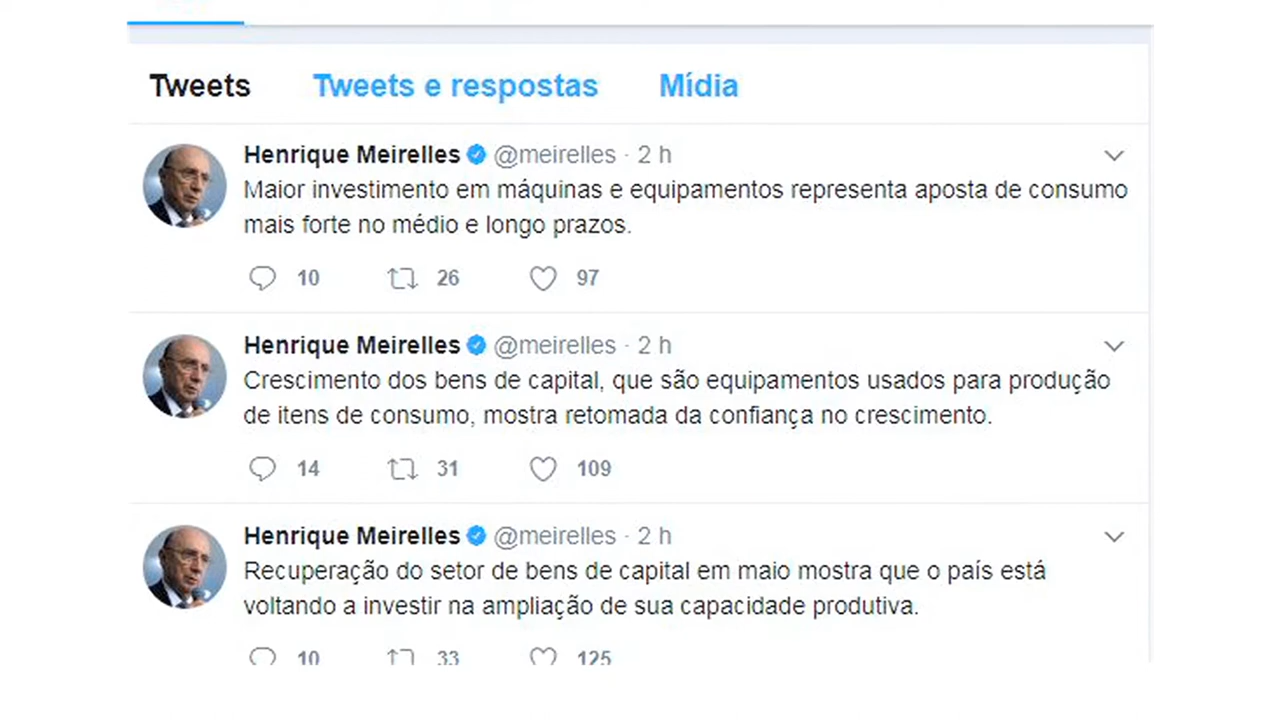 Tweets Tweets e respostas Mídia
Henrique Meirelles @meirelles · 2 h
Maior investimento em máquinas e equipamentos representa aposta de consumo
mais forte no médio e longo prazos.
10 26 97
Henrique Meirelles @meirelles · 2 h
Crescimento dos bens de capital, que são equipamentos usados para produção
de itens de consumo, mostra retomada da confiança no crescimento.
14 31 109
Henrique Meirelles @meirelles · 2 h
Recuperação do setor de bens de capital em maio mostra que o país está
voltando a investir na ampliação de sua capacidade produtiva.
10 33 125